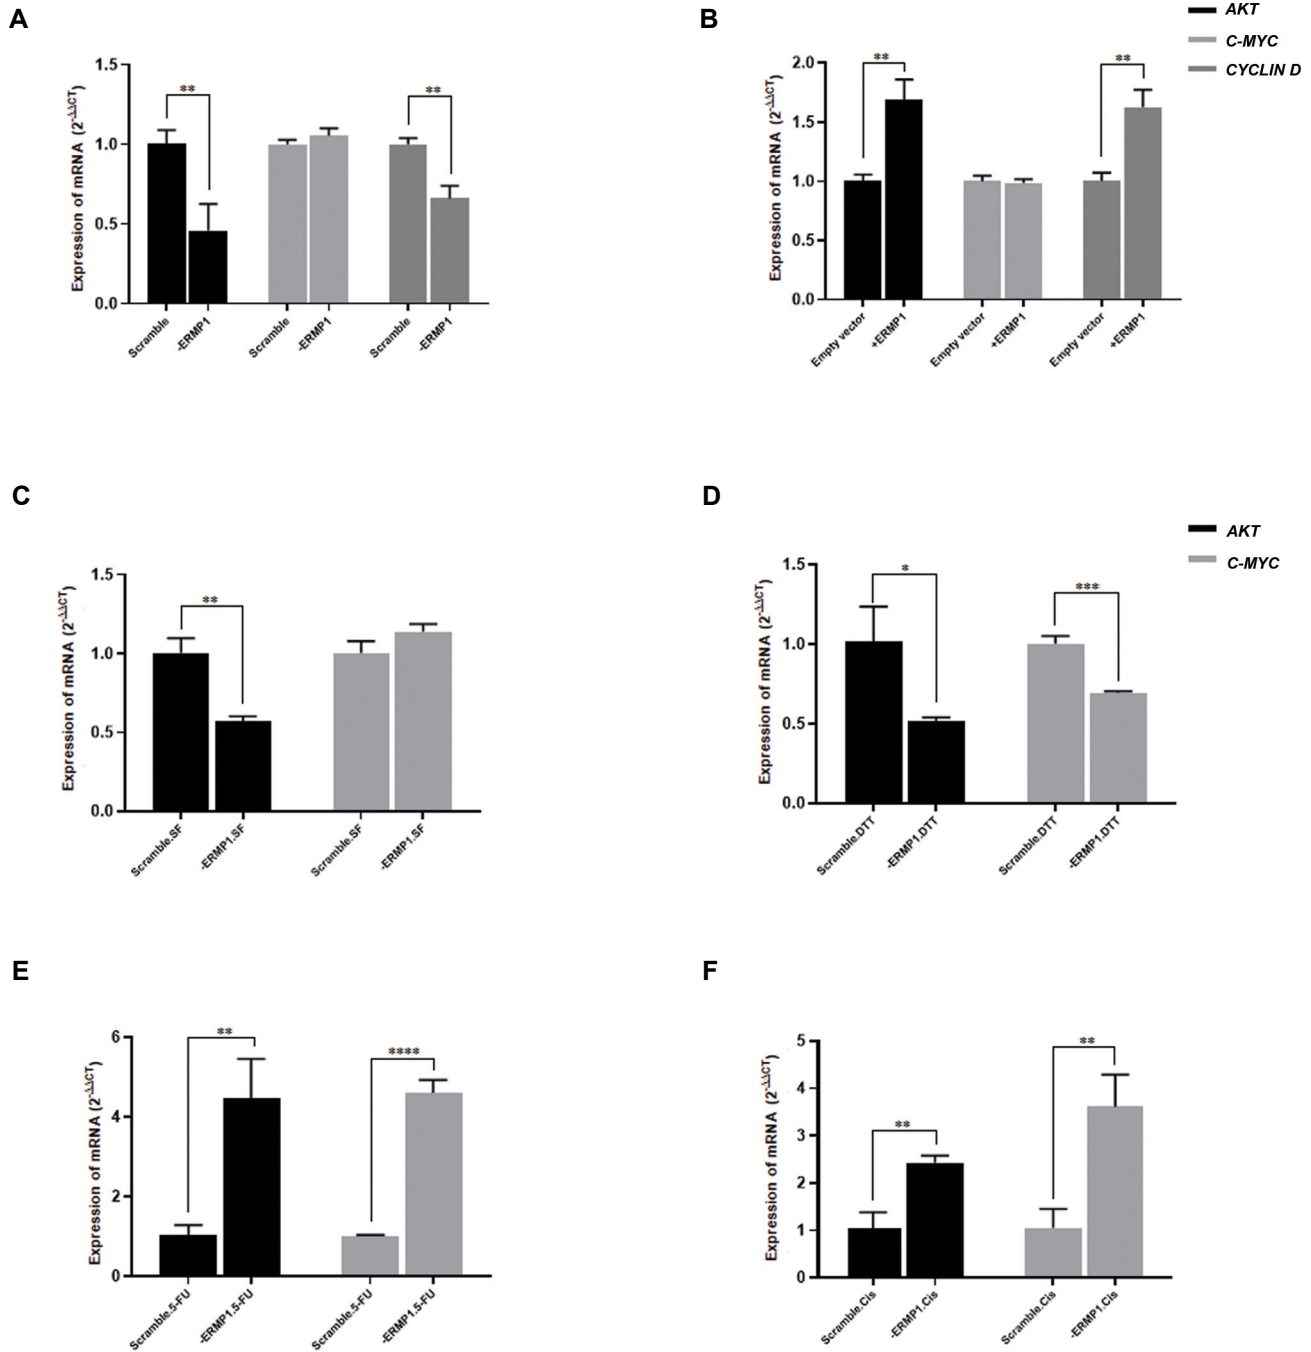 A
Expression of mRNA (2-ΔΔCT)
1.5
1.0
0.5
0.0
**
**
Scramble
-ERMP1
Scramble
-ERMP1
Scramble
-ERMP1
B
AKT
C-MYC
CYCLIN D
Expression of mRNA (2-ΔΔCT)
2.0
1.5
1.0
0.5
0.0
**
**
Empty vector
+ERMP1
Empty vector
+ERMP1
Empty vector
+ERMP1
C
Expression of mRNA (2-ΔΔCT)
1.5
1.0
0.5
0.0
**
Scramble.SF
-ERMP1.SF
Scramble.SF
-ERMP1.SF
D
AKT
C-MYC
Expression of mRNA (2-ΔΔCT)
1.5
1.0
0.5
0.0
*
***
Scramble.DTT
-ERMP1.DTT
Scramble.DTT
-ERMP1.DTT
E
Expression of mRNA (2-ΔΔCT)
6
4
2
0
**
****
Scramble.5-FU
-ERMP1.5-FU
Scramble.5-FU
-ERMP1.5-FU
F
Expression of mRNA (2-ΔΔCT)
5
4
3
2
1
0
**
**
Scramble.Cis
-ERMP1.Cis
Scramble.Cis
-ERMP1.Cis